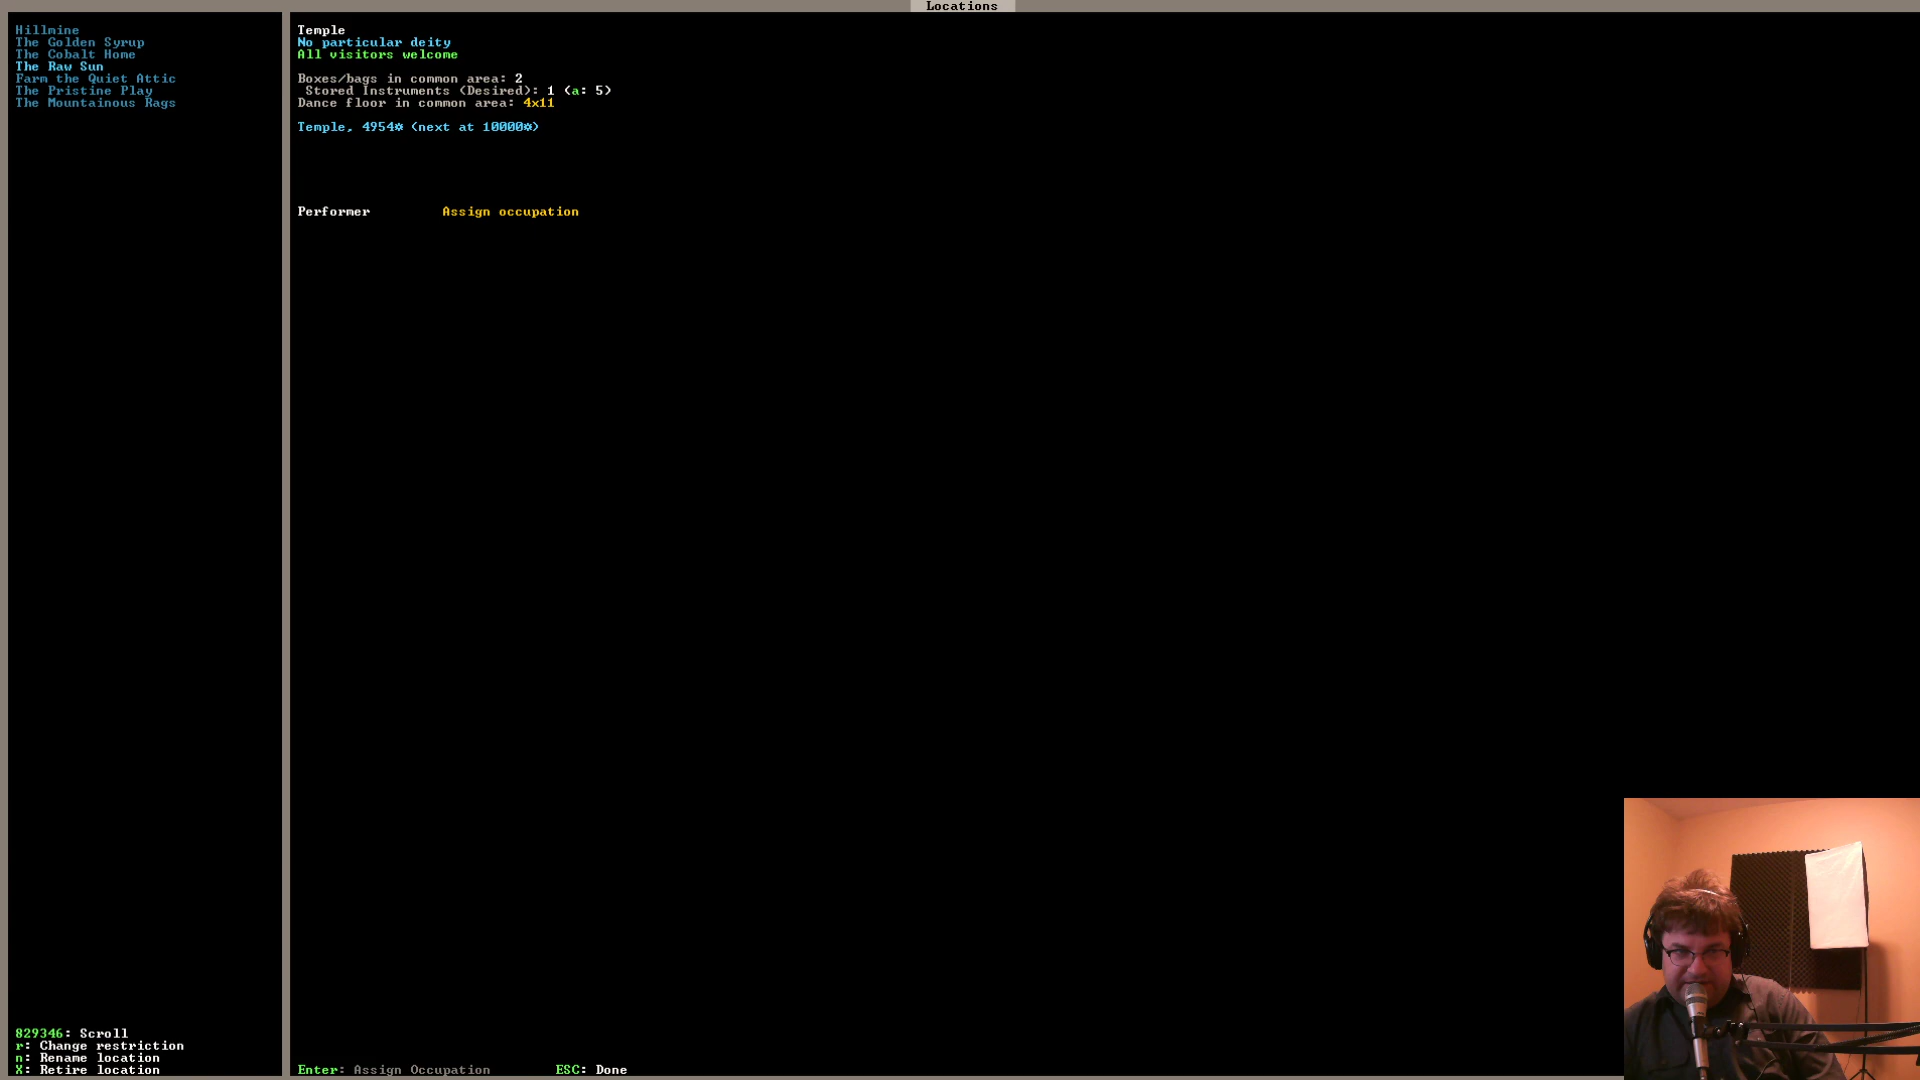 Locations
Hillmine
The Golden Syrup
The Cobalt Home
The Raw Sun
Farm the Quiet Attic
The Pristine Play
The Mountainous Rags
Temple
No particular deity
All visitors welcome
Boxes/bags in common area: 2
Stored Instruments (Desired): 1 (a: 5)
Dance floor in common area: 4x11
Temple, 4954☼ (next at 10000☼)
Performer Assign occupation
829346: Scroll
r: Change restriction
n: Rename location
X: Retire location
Enter: Assign Occupation ESC: Done